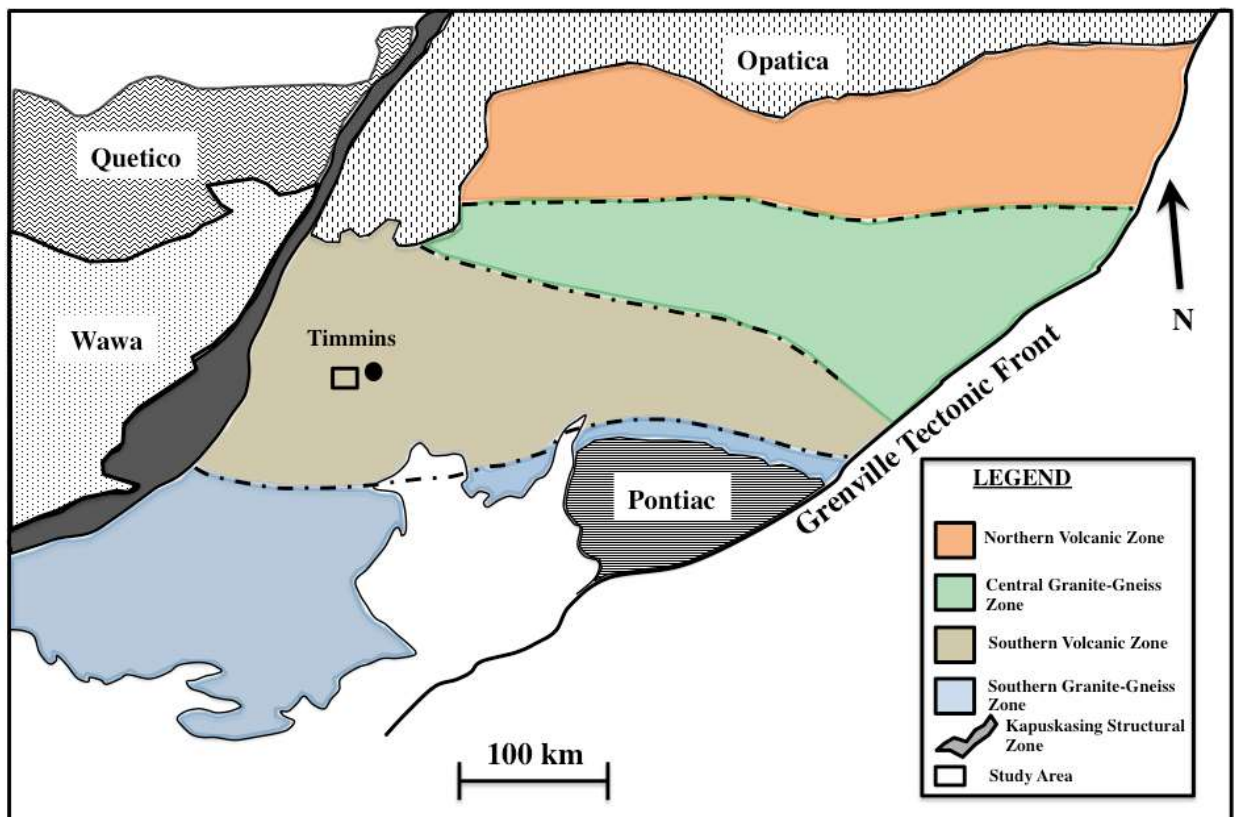 Opatica
Quetico
N
Wawa
Timmins
Grenville Tectonic Front
Pontiac
LEGEND
Northern Volcanic Zone
Central Granite-Gneiss
Zone
Southern Volcanic Zone
Southern Granite-Gneiss
Zone
Kapuskasing Structural
Zone
Study Area
100 km